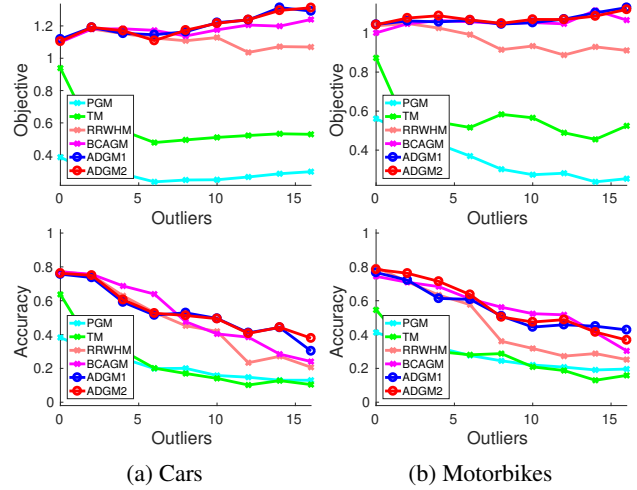 1.2
1
0.8
0.6
0.4
Objective
PGM
TM
RRWHM
BCAGM
ADGM1
ADGM2
0 5 10 15
Outliers
1
0.8
0.6
0.4
Objective
PGM
TM
RRWHM
BCAGM
ADGM1
ADGM2
0 5 10 15
Outliers
1
0.8
0.6
0.4
0.2
0
Accuracy
PGM
TM
RRWHM
BCAGM
ADGM1
ADGM2
0 5 10 15
Outliers
1
0.8
0.6
0.4
0.2
0
Accuracy
PGM
TM
RRWHM
BCAGM
ADGM1
ADGM2
0 5 10 15
Outliers
(a) Cars
(b) Motorbikes